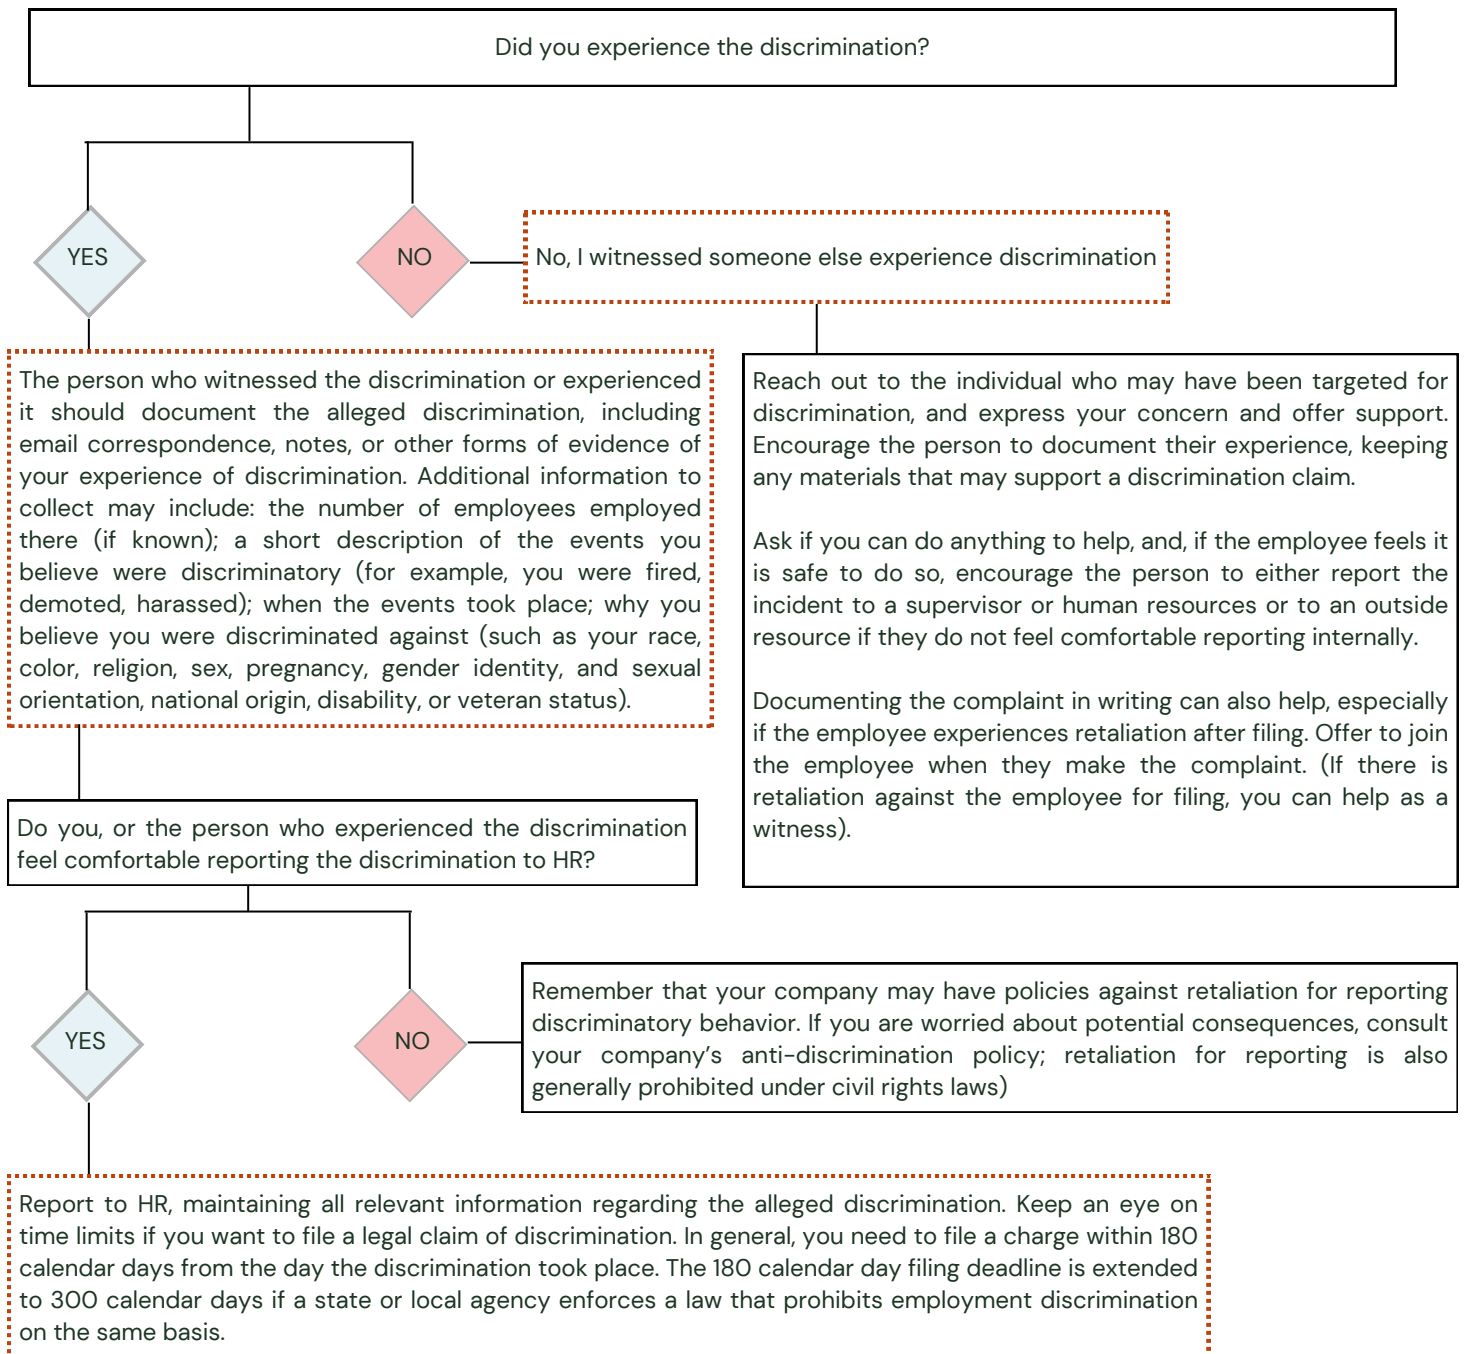 Did you experience the discrimination?
YES
NO
No, I witnessed someone else experience discrimination
The person who witnessed the discrimination or experienced
it should document the alleged discrimination, including
email correspondence, notes, or other forms of evidence of
your experience of discrimination. Additional information to
collect may include: the number of employees employed
there (if known); a short description of the events you
believe were discriminatory (for example, you were fired,
demoted, harassed); when the events took place; why you
believe you were discriminated against (such as your race,
color, religion, sex, pregnancy, gender identity, and sexual
orientation, national origin, disability, or veteran status).
Reach out to the individual who may have been targeted for
discrimination, and express your concern and offer support.
Encourage the person to document their experience, keeping
any materials that may support a discrimination claim.
Ask if you can do anything to help, and, if the employee feels it
is safe to do so, encourage the person to either report the
incident to a supervisor or human resources or to an outside
resource if they do not feel comfortable reporting internally.
Documenting the complaint in writing can also help, especially
if the employee experiences retaliation after filing. Offer to join
the employee when they make the complaint. (If there is
retaliation against the employee for filing, you can help as a
witness).
Do you, or the person who experienced the discrimination
feel comfortable reporting the discrimination to HR?
YES
NO
Remember that your company may have policies against retaliation for reporting
discriminatory behavior. If you are worried about potential consequences, consult
your company's anti-discrimination policy; retaliation for reporting is also
generally prohibited under civil rights laws)
Report to HR, maintaining all relevant information regarding the alleged discrimination. Keep an eye on
time limits if you want to file a legal claim of discrimination. In general, you need to file a charge within 180
calendar days from the day the discrimination took place. The 180 calendar day filing deadline is extended
to 300 calendar days if a state or local agency enforces a law that prohibits employment discrimination
on the same basis.